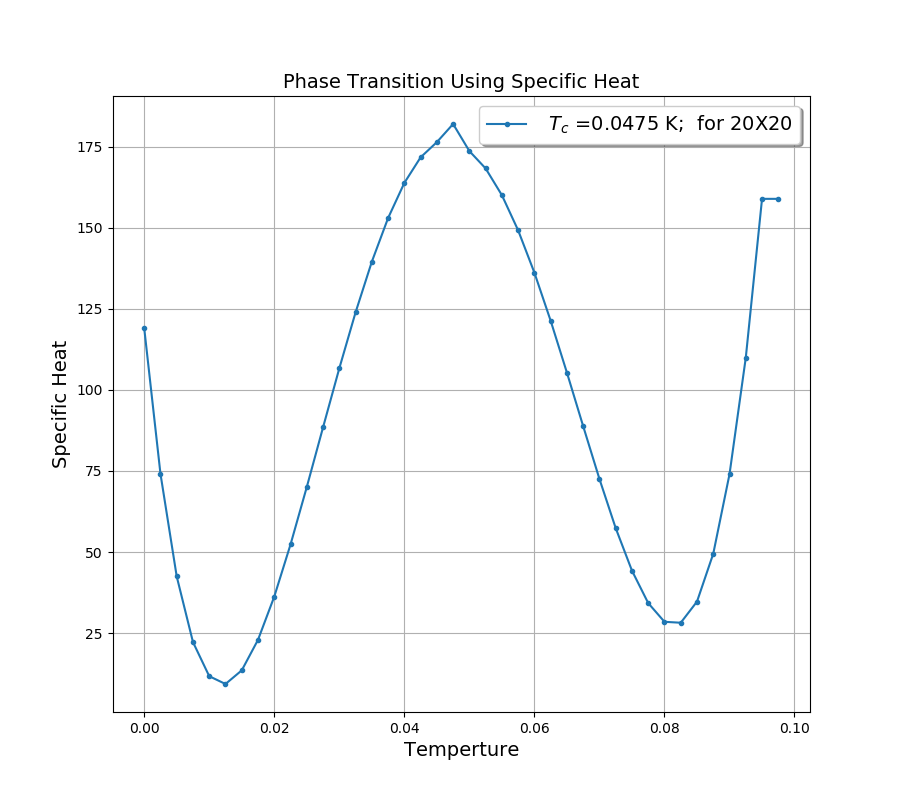 Phase Transition Using Specific Heat
T_c =0.0475 K; for 20X20
175
150
125
100
75
50
25
Specific Heat
0.00 0.02 0.04 0.06 0.08 0.10
Temperture